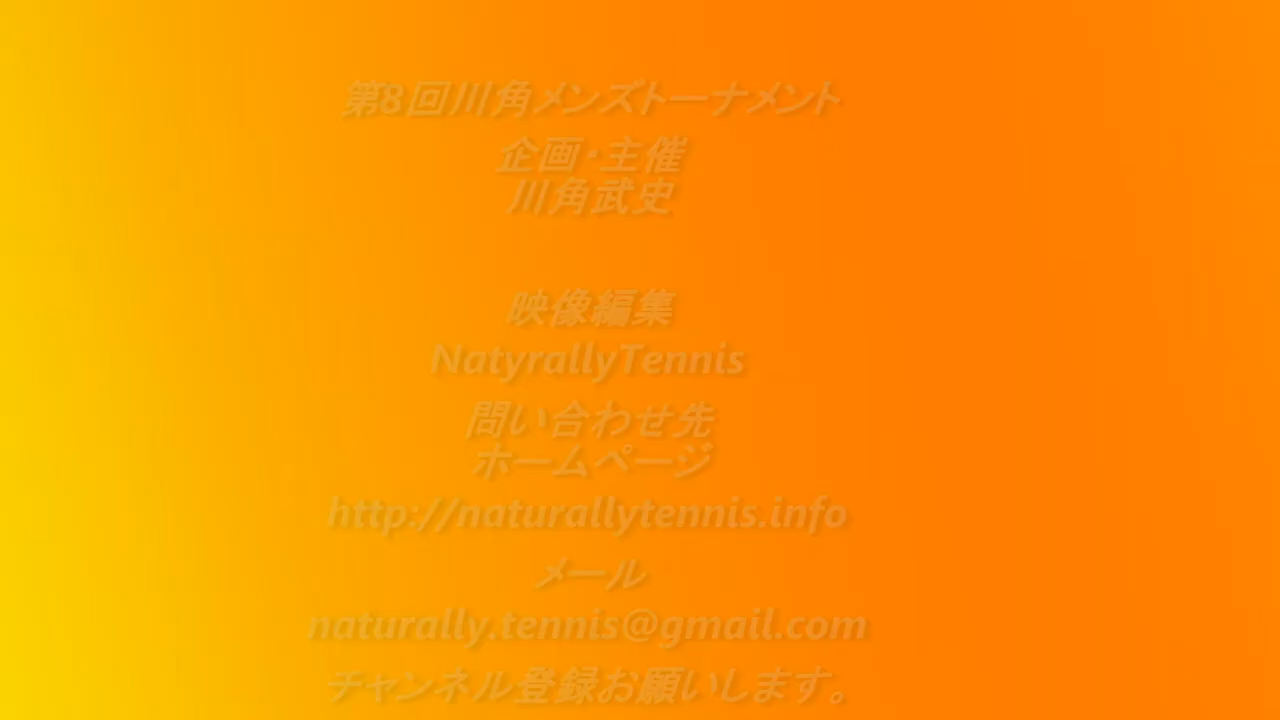 第8回川角メンズトーナメント
企画・主催
川角武史
映像編集
NatyrallyTennis
問い合わせ先
ホームページ
http://naturallytennis.info
メール
naturally.tennis@gmail.com
チャンネル登録お願いします。